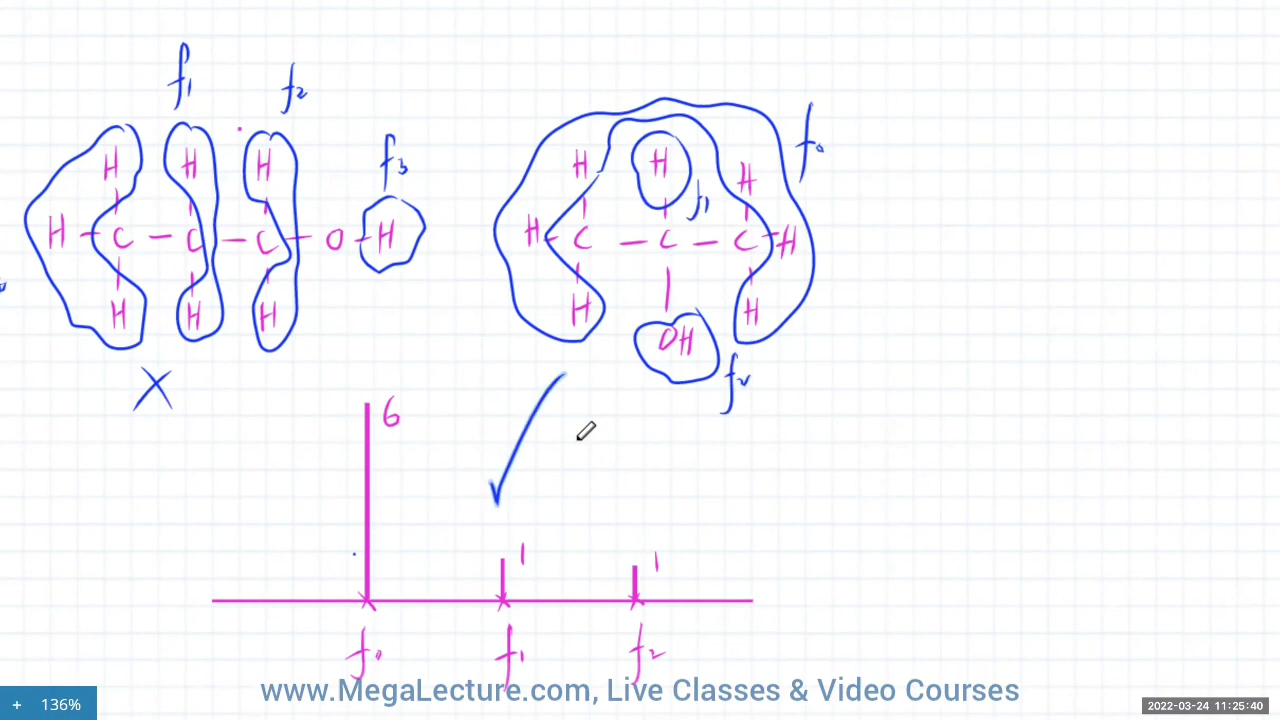 f1 f2 f3
H H H
H - C - C - C - O - H
H H H
X
f0
H H H
f1
H C - C - C - H
H OH H
f2
6
1 1
f0 f1 f2
www.MegaLecture.com, Live Classes & Video Courses
+ 136%
2022-03-24 11:25:40